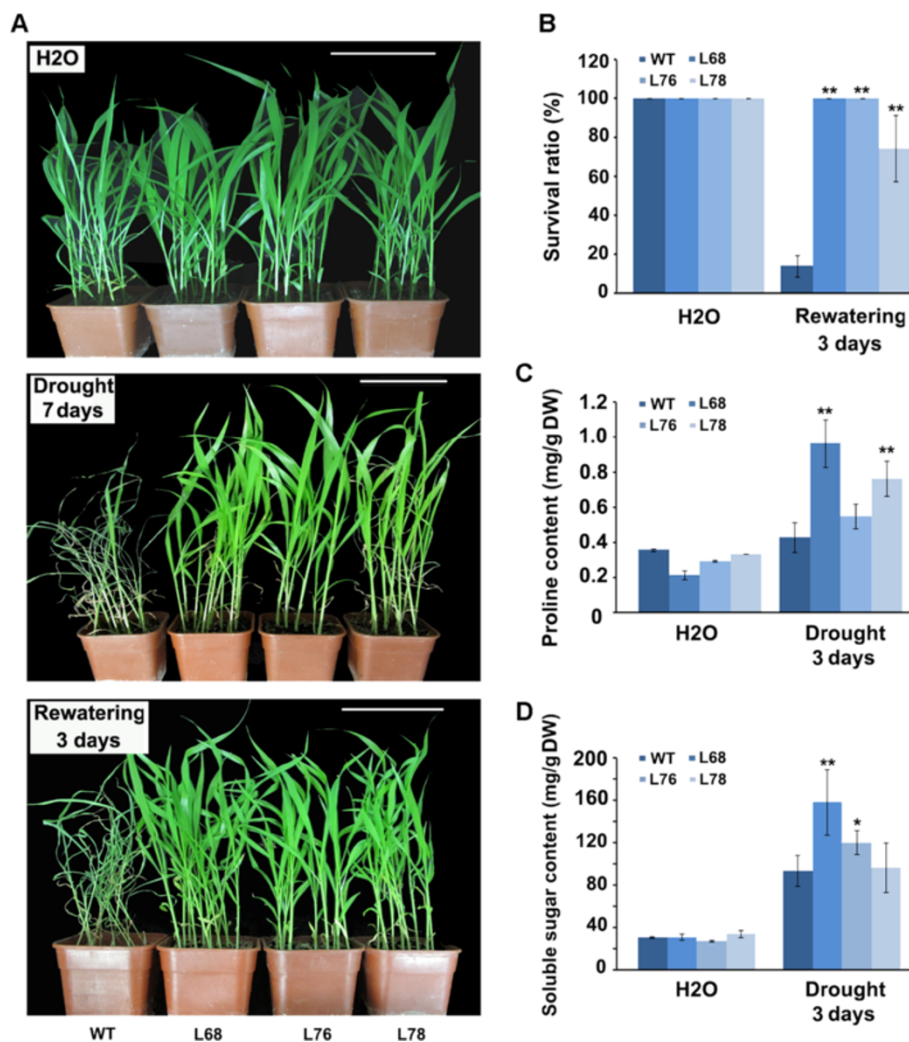 A
H2O
Drought
7 days
Rewatering
3 days
WT L68 L76 L78
B
WT L68
L76 L78
Survival ratio (%)
120
100
80
60
40
20
0
** ** **
H2O Rewatering
3 days
C
WT L68
L76 L78
Proline content (mg/g DW)
1.2
1.0
0.8
0.6
0.4
0.2
0
** **
H2O Drought
3 days
D
WT L68
L76 L78
Soluble sugar content (mg/gDW)
200
160
120
80
40
0
** *
H2O Drought
3 days